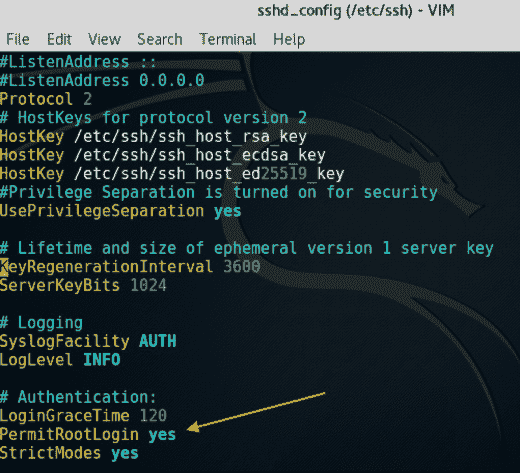 sshd_config (/etc/ssh) - VIM
File Edit View Search Terminal Help
#ListenAddress ::
#ListenAddress 0.0.0.0
Protocol 2
# HostKeys for protocol version 2
HostKey /etc/ssh/ssh_host_rsa_key
HostKey /etc/ssh/ssh_host_ecdsa_key
HostKey /etc/ssh/ssh_host_ed25519_key
#Privilege Separation is turned on for security
UsePrivilegeSeparation yes
# Lifetime and size of ephemeral version 1 server key
KeyRegenerationInterval 3600
ServerKeyBits 1024
# Logging
SyslogFacility AUTH
LogLevel INFO
# Authentication:
LoginGraceTime 120
PermitRootLogin yes
StrictModes yes